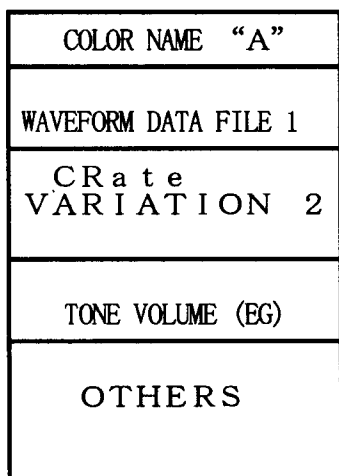 COLOR NAME “A”
WAVEFORM DATA FILE 1
CRate
VARIATION 2
TONE VOLUME (EG)
OTHERS